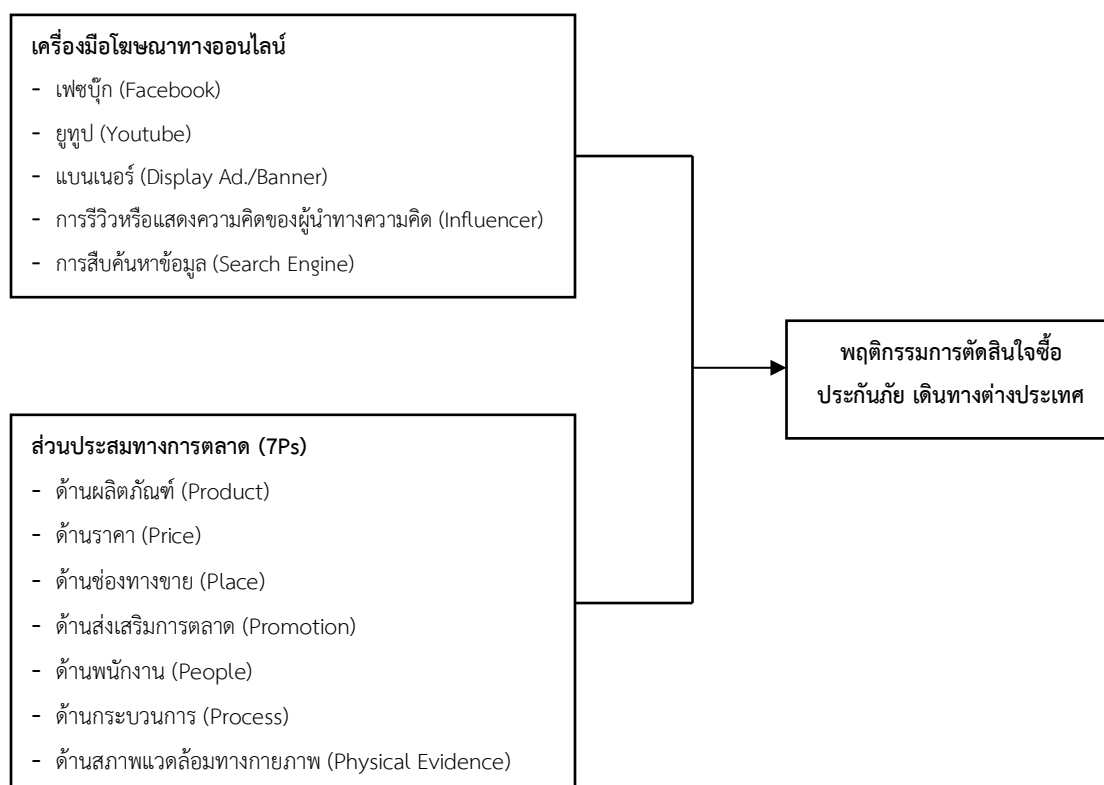 เครื่องมือโฆษณาทางออนไลน์
- เฟซบุ๊ก (Facebook)
- ยูทูป (Youtube)
- แบนเนอร์ (Display Ad./Banner)
- การรีวิวหรือแสดงความคิดของผู้นำทางความคิด (Influencer)
- การสืบค้นหาข้อมูล (Search Engine)
พฤติกรรมการตัดสินใจซื้อ
ประกันภัย เดินทางต่างประเทศ
ส่วนประสมทางการตลาด (7Ps)
- ด้านผลิตภัณฑ์ (Product)
- ด้านราคา (Price)
- ด้านช่องทางขาย (Place)
- ด้านส่งเสริมการตลาด (Promotion)
- ด้านพนักงาน (People)
- ด้านกระบวนการ (Process)
- ด้านสภาพแวดล้อมทางกายภาพ (Physical Evidence)